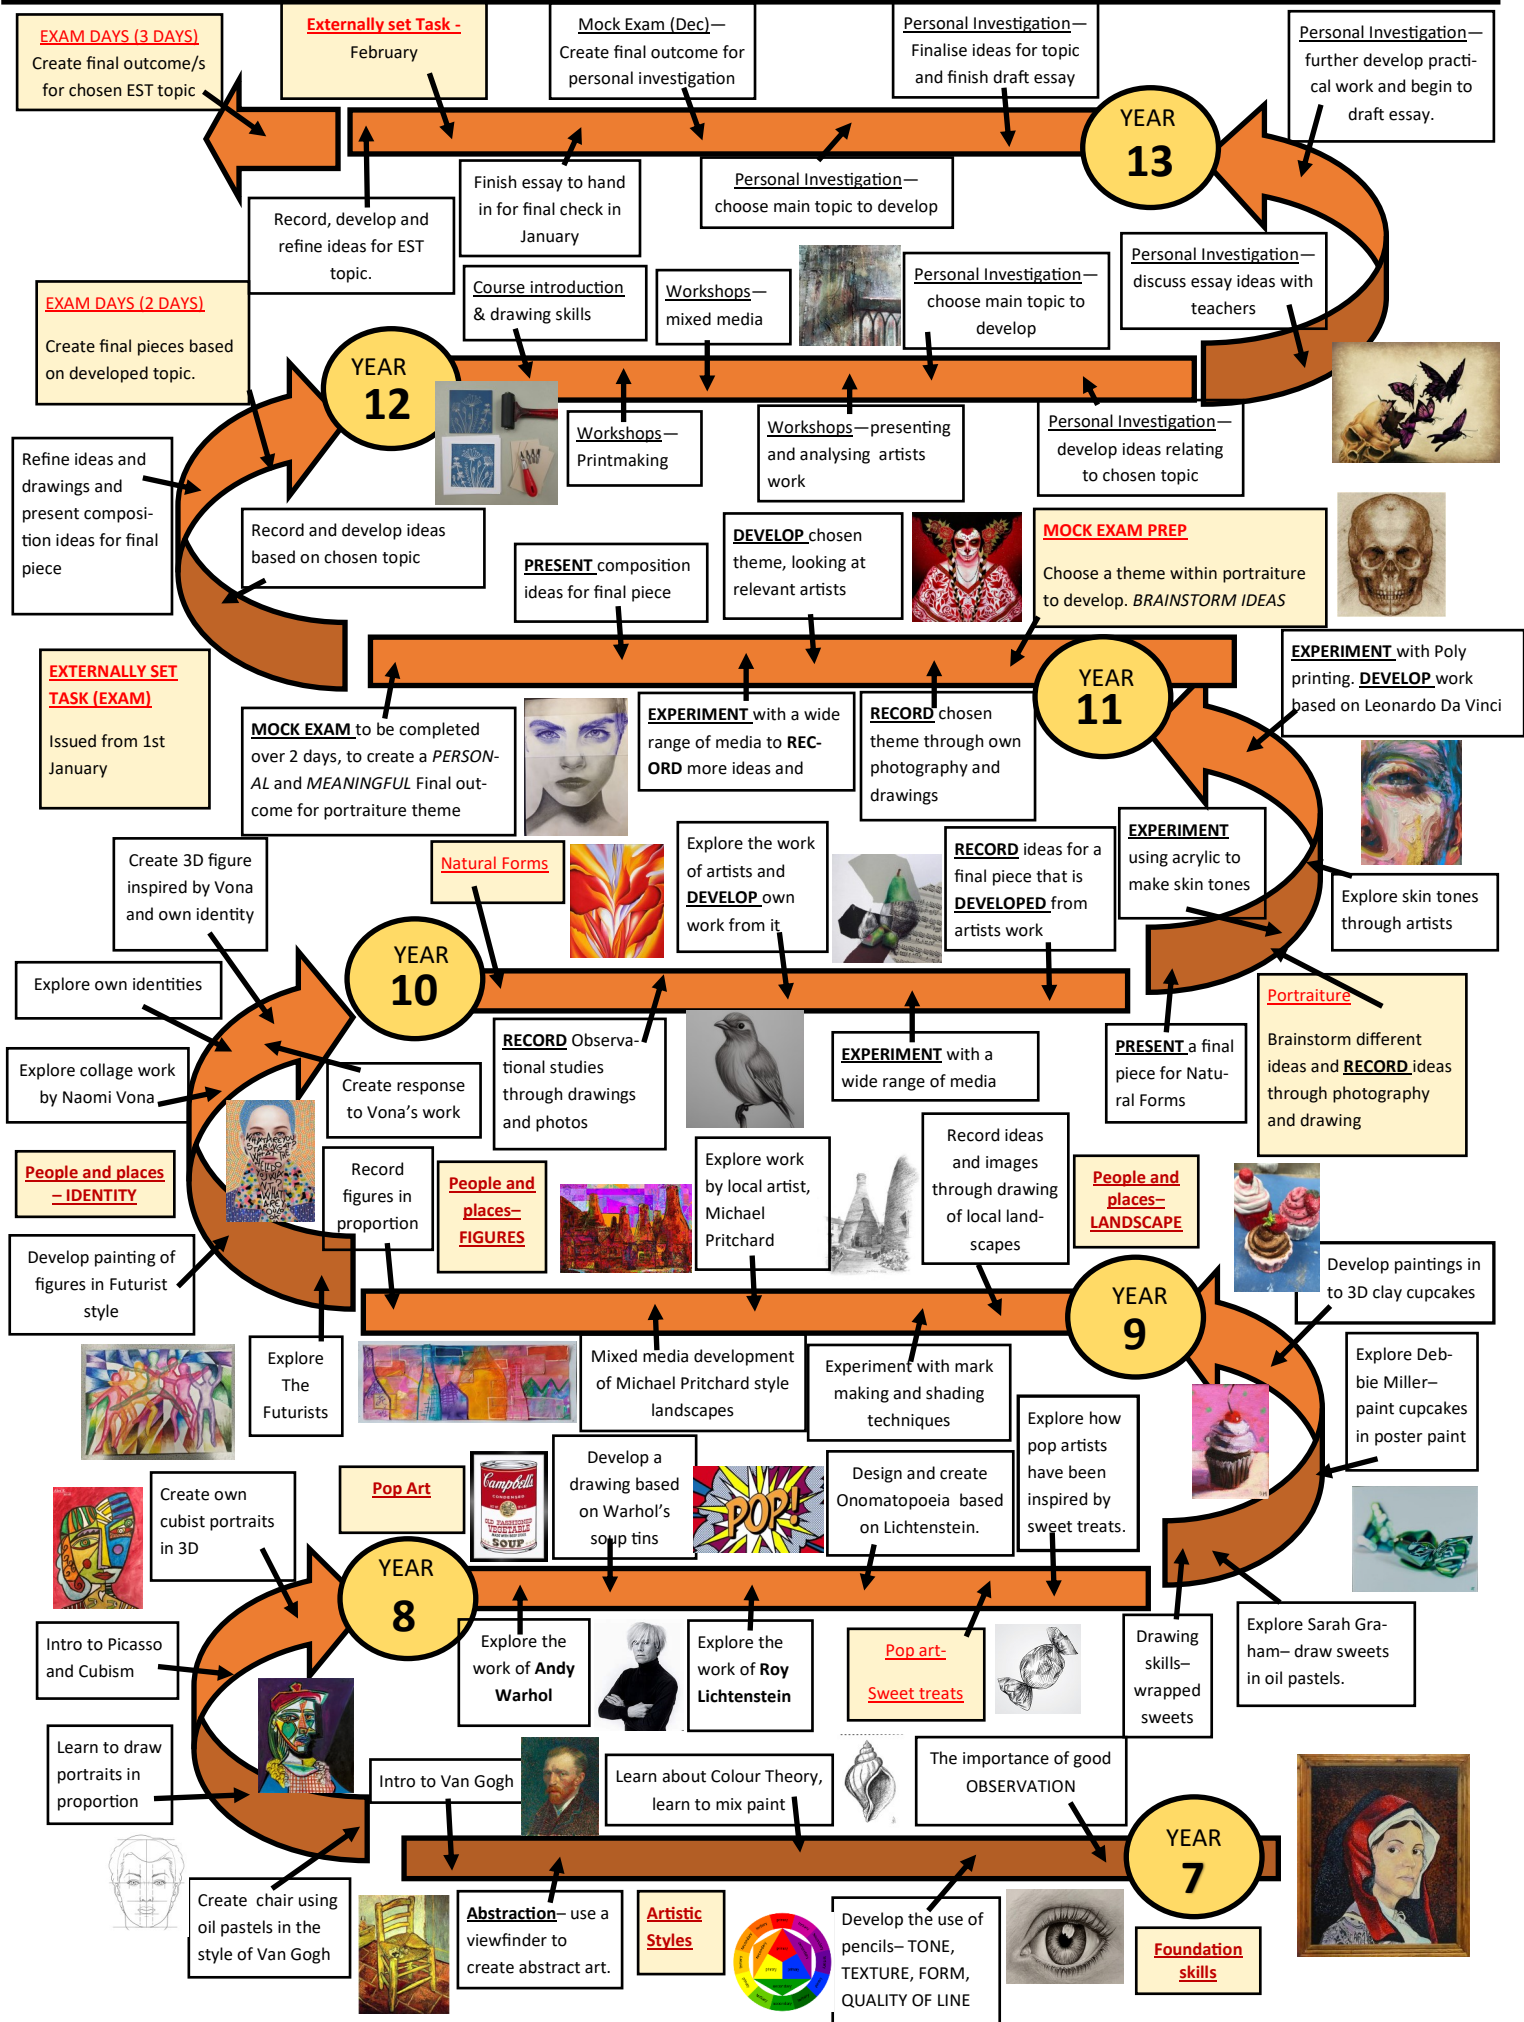 EXAM DAYS (3 DAYS)
Create final outcome/s
for chosen EST topic
Externally set Task -
February
Mock Exam (Dec)—
Create final outcome for
personal investigation
Personal Investigation—
Finalise ideas for topic
and finish draft essay
Personal Investigation—
further develop practi-
cal work and begin to
draft essay.
YEAR
13
Record, develop and
refine ideas for EST
topic.
Finish essay to hand
in for final check in
January
Personal Investigation—
choose main topic to develop
Personal Investigation—
discuss essay ideas with
teachers
EXAM DAYS (2 DAYS)
Create final pieces based
on developed topic.
Course introduction
& drawing skills
Workshops—
mixed media
Personal Investigation—
choose main topic to
develop
YEAR
12
Workshops—
Printmaking
Workshops—presenting
and analysing  artists
work
Personal Investigation—
develop ideas relating
to chosen topic
Refine ideas and
drawings and
present composi-
tion ideas for final
piece
Record and develop ideas
based on chosen topic
PRESENT composition
ideas for final piece
DEVELOP chosen
theme, looking at
relevant artists
MOCK EXAM PREP
Choose a theme within portraiture
to develop. BRAINSTORM IDEAS
EXTERNALLY SET
TASK (EXAM)
Issued from 1st
January
YEAR
11
EXPERIMENT with Poly
printing. DEVELOP work
based on Leonardo Da Vinci
MOCK EXAM to be completed
over 2 days, to create a PERSON-
AL and MEANINGFUL Final out-
come for portraiture theme
EXPERIMENT with a wide
range of media to REC-
ORD more ideas and
RECORD chosen
theme through own
photography and
drawings
EXPERIMENT
using acrylic to
make skin tones
Explore skin tones
through artists
Create 3D figure
inspired by Vona
and own identity
Natural Forms
Explore the work
of artists and
DEVELOP own
work from it
RECORD ideas for a
final piece that is
DEVELOPED from
artists work
Explore own identities
YEAR
10
Portraiture
Brainstorm different
ideas and RECORD ideas
through photography
and drawing
Explore collage work
by Naomi Vona
Create response
to Vona's work
RECORD Observa-
tional studies
through drawings
and photos
EXPERIMENT with a
wide range of media
PRESENT a final
piece for Natu-
ral Forms
WHAT ARE YOU
STARING AT?
WHAT THE
HELL DO
YOU
WHAT
ARE YOU
People and places
– IDENTITY
Record
figures in
proportion
People and
places–
FIGURES
Explore work
by local artist,
Michael
Pritchard
Record ideas
and images
through drawing
of local land-
scapes
People and
places–
LANDSCAPE
Develop painting of
figures in Futurist
style
YEAR
9
Develop paintings in
to 3D clay cupcakes
Explore
The
Futurists
Mixed media development
of Michael Pritchard style
landscapes
Experiment with mark
making and shading
techniques
Explore how
pop artists
have been
inspired by
sweet treats.
Explore Deb-
bie Miller–
paint cupcakes
in poster paint
Create own
cubist portraits
in 3D
Pop Art
Campbell's
CONDENSED
OLD FASHIONED
VEGETABLE
SOUP
Develop a
drawing based
on Warhol's
soup tins
POP!
Design and create
Onomatopoeia  based
on Lichtenstein.
YEAR
8
Intro to Picasso
and Cubism
Explore the
work of Andy
Warhol
Explore the
work of Roy
Lichtenstein
Pop art-
Sweet treats
Drawing
skills–
wrapped
sweets
Explore Sarah Gra-
ham– draw sweets
in oil pastels.
Learn to draw
portraits in
proportion
Intro to Van Gogh
Learn about Colour Theory,
learn to mix paint
The importance of good
OBSERVATION
YEAR
7
Create  chair using
oil pastels in the
style of Van Gogh
Abstraction– use a
viewfinder to
create abstract art.
Artistic
Styles
Develop the use of
pencils– TONE,
TEXTURE, FORM,
QUALITY OF LINE
Foundation
skills